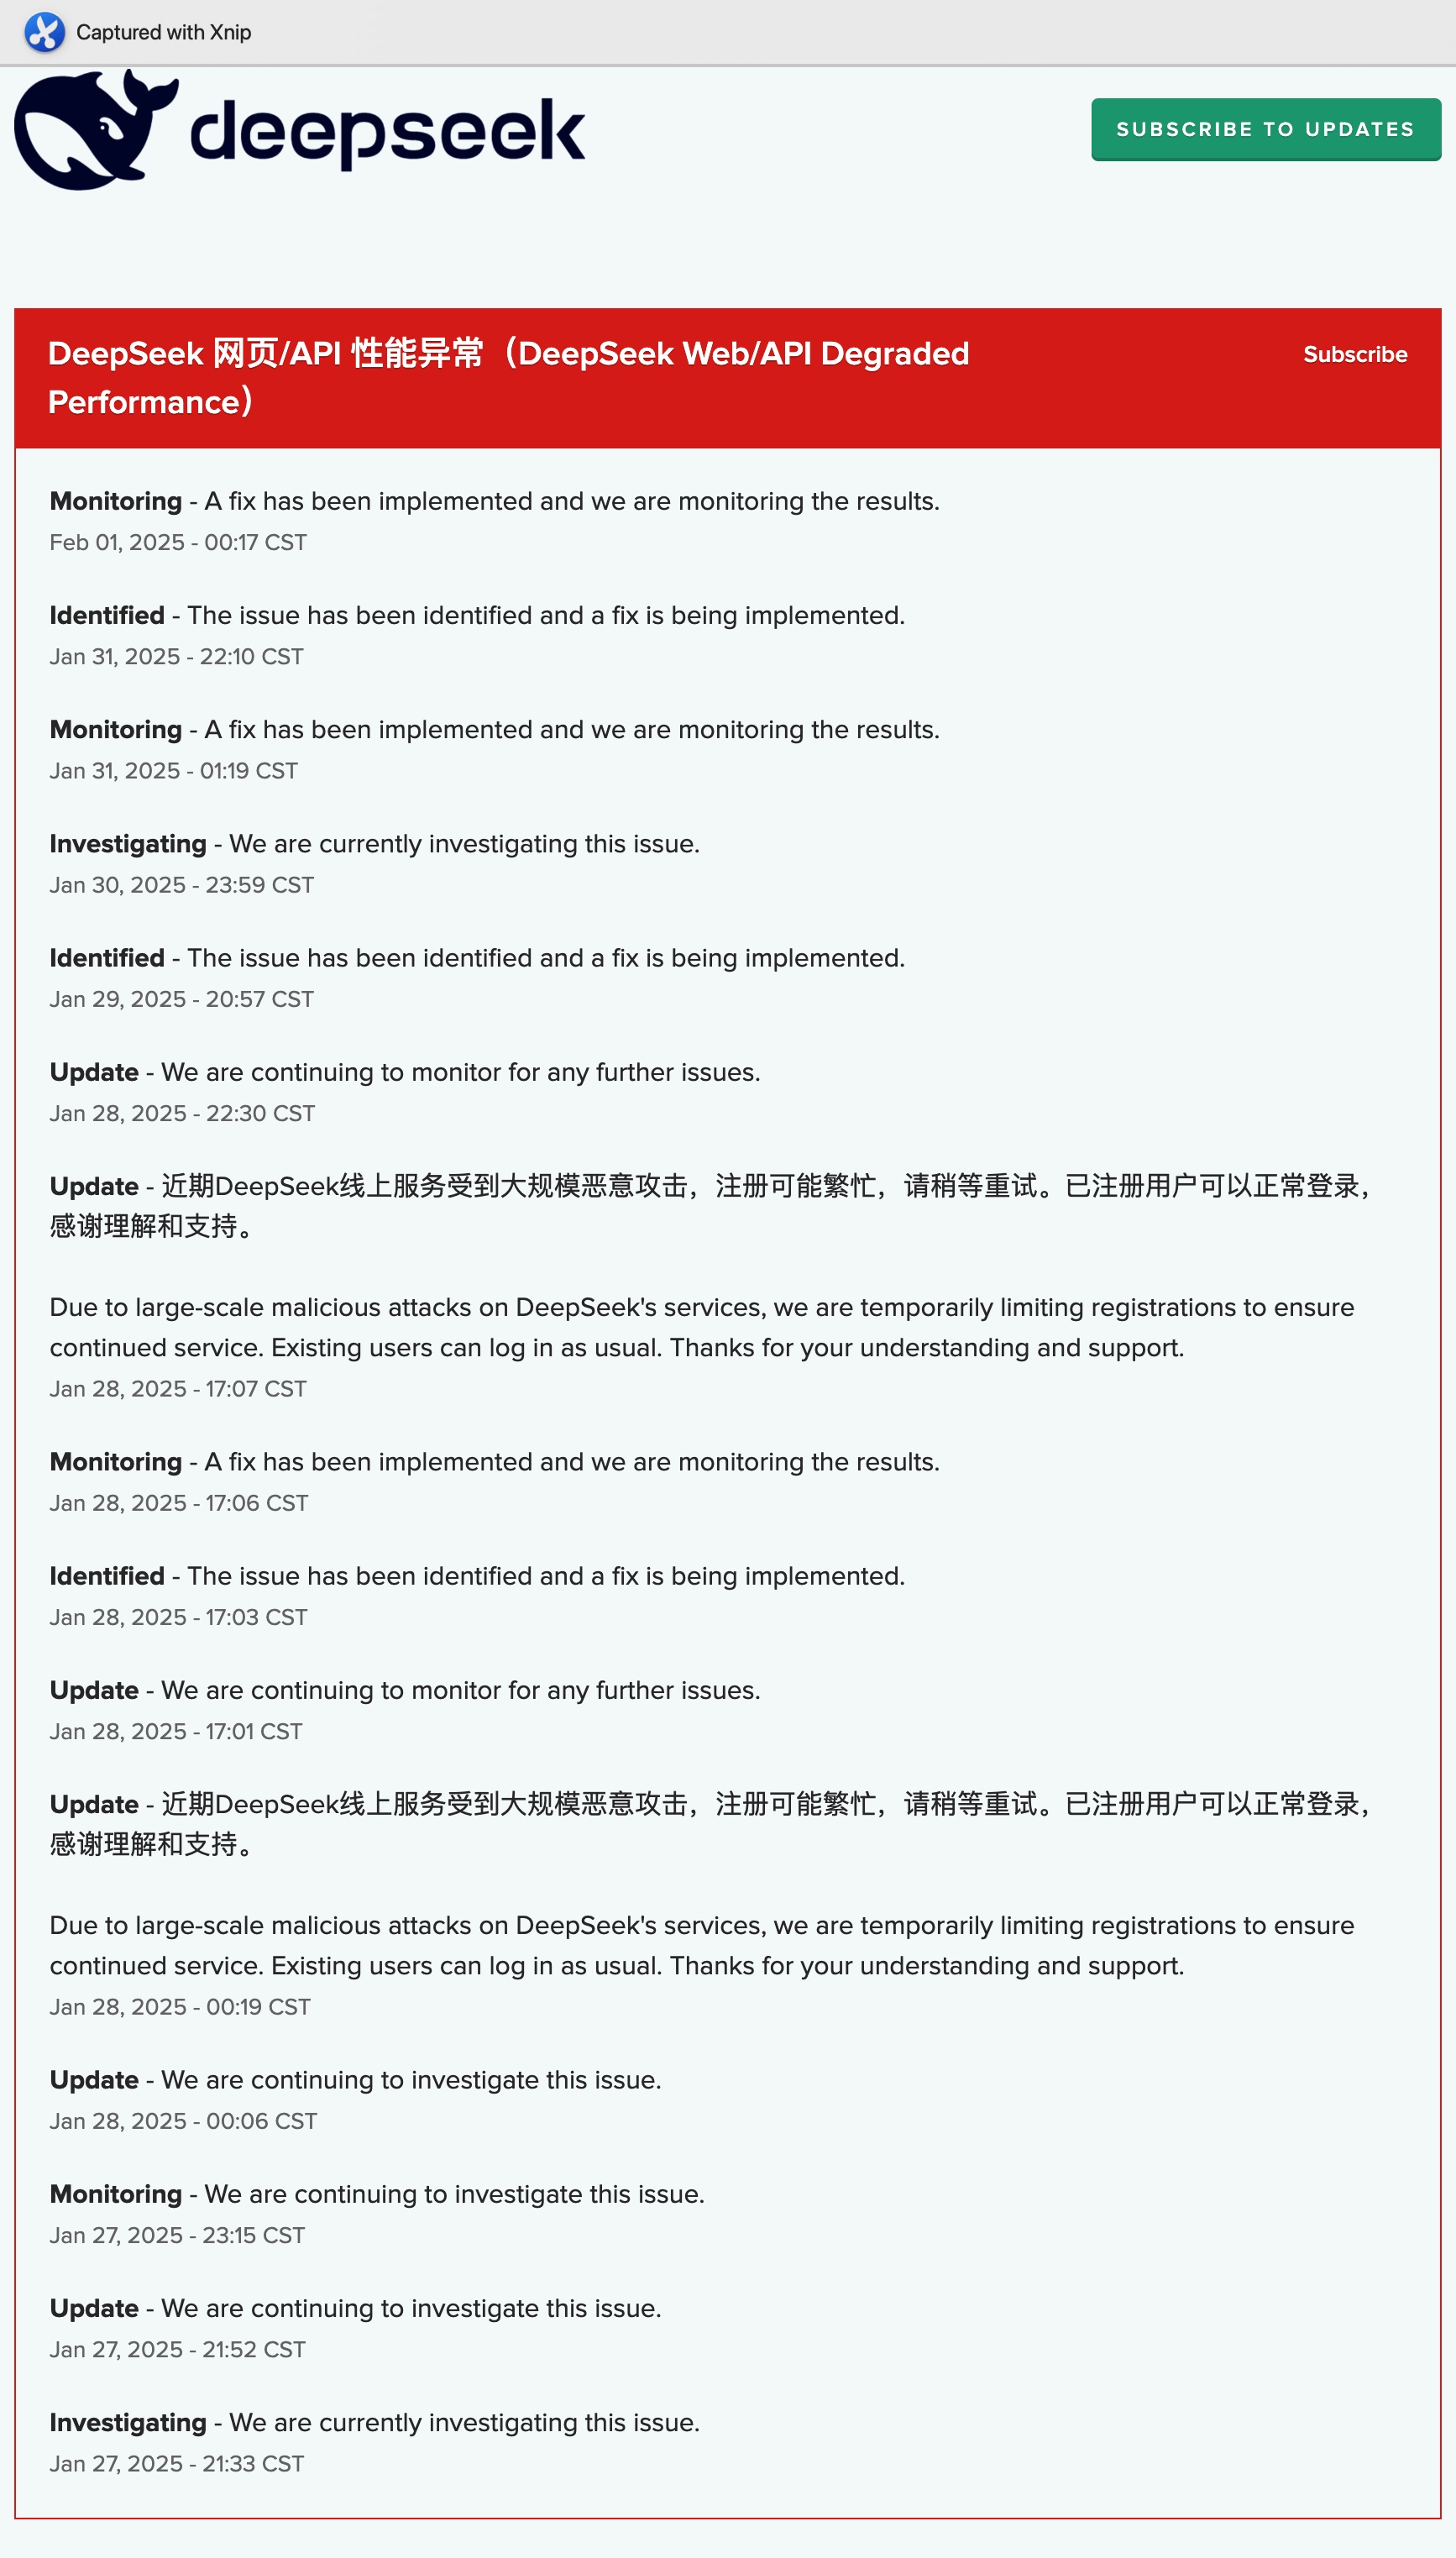 Captured with Xnip
deepseek
SUBSCRIBE TO UPDATES
DeepSeek 网页/API 性能异常（DeepSeek Web/API Degraded
Performance）
Subscribe
Monitoring - A fix has been implemented and we are monitoring the results.
Feb 01, 2025 - 00:17 CST
Identified - The issue has been identified and a fix is being implemented.
Jan 31, 2025 - 22:10 CST
Monitoring - A fix has been implemented and we are monitoring the results.
Jan 31, 2025 - 01:19 CST
Investigating - We are currently investigating this issue.
Jan 30, 2025 - 23:59 CST
Identified - The issue has been identified and a fix is being implemented.
Jan 29, 2025 - 20:57 CST
Update - We are continuing to monitor for any further issues.
Jan 28, 2025 - 22:30 CST
Update - 近期DeepSeek线上服务受到大规模恶意攻击，注册可能繁忙，请稍等重试。已注册用户可以正常登录，
感谢理解和支持。
Due to large-scale malicious attacks on DeepSeek's services, we are temporarily limiting registrations to ensure
continued service. Existing users can log in as usual. Thanks for your understanding and support.
Jan 28, 2025 - 17:07 CST
Monitoring - A fix has been implemented and we are monitoring the results.
Jan 28, 2025 - 17:06 CST
Identified - The issue has been identified and a fix is being implemented.
Jan 28, 2025 - 17:03 CST
Update - We are continuing to monitor for any further issues.
Jan 28, 2025 - 17:01 CST
Update - 近期DeepSeek线上服务受到大规模恶意攻击，注册可能繁忙，请稍等重试。已注册用户可以正常登录，
感谢理解和支持。
Due to large-scale malicious attacks on DeepSeek's services, we are temporarily limiting registrations to ensure
continued service. Existing users can log in as usual. Thanks for your understanding and support.
Jan 28, 2025 - 00:19 CST
Update - We are continuing to investigate this issue.
Jan 28, 2025 - 00:06 CST
Monitoring - We are continuing to investigate this issue.
Jan 27, 2025 - 23:15 CST
Update - We are continuing to investigate this issue.
Jan 27, 2025 - 21:52 CST
Investigating - We are currently investigating this issue.
Jan 27, 2025 - 21:33 CST